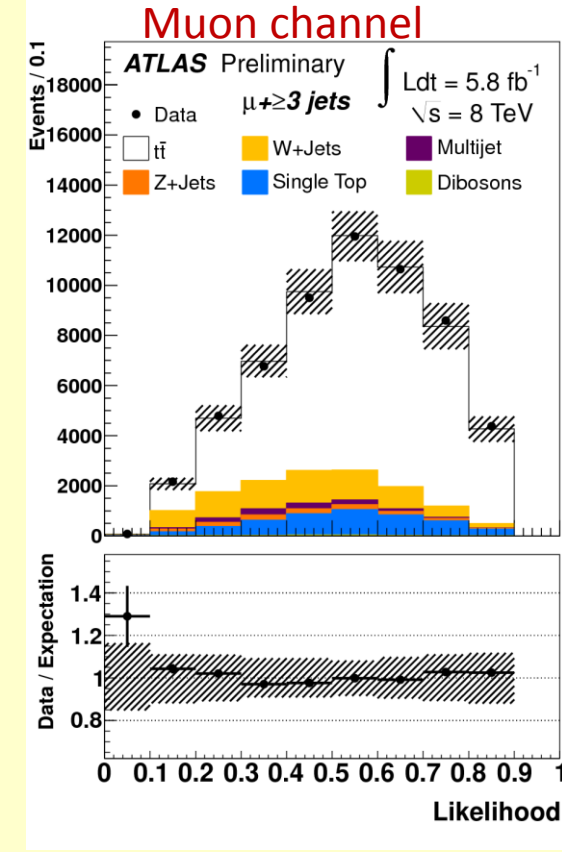 Muon channel
ATLAS Preliminary
∫ Ldt = 5.8 fb⁻¹
μ+≥3 jets
√s = 8 TeV
Data
tt̄
W+Jets
Multijet
Z+Jets
Single Top
Dibosons
Events / 0.1
18000
16000
14000
12000
10000
8000
6000
4000
2000
0
Data / Expectation
1.4
1.2
1
0.8
0 0.1 0.2 0.3 0.4 0.5 0.6 0.7 0.8 0.9 1
Likelihood